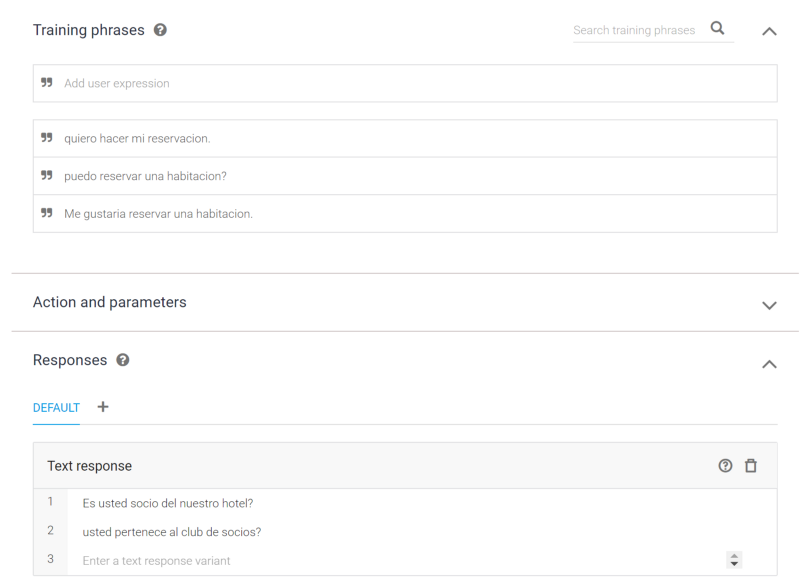 Training phrases
Search training phrases
Add user expression
quiero hacer mi reservacion.
puedo reservar una habitacion?
Me gustaria reservar una habitacion.
Action and parameters
Responses
DEFAULT
Text response
1 Es usted socio del nuestro hotel?
2 usted pertenece al club de socios?
3 Enter a text response variant